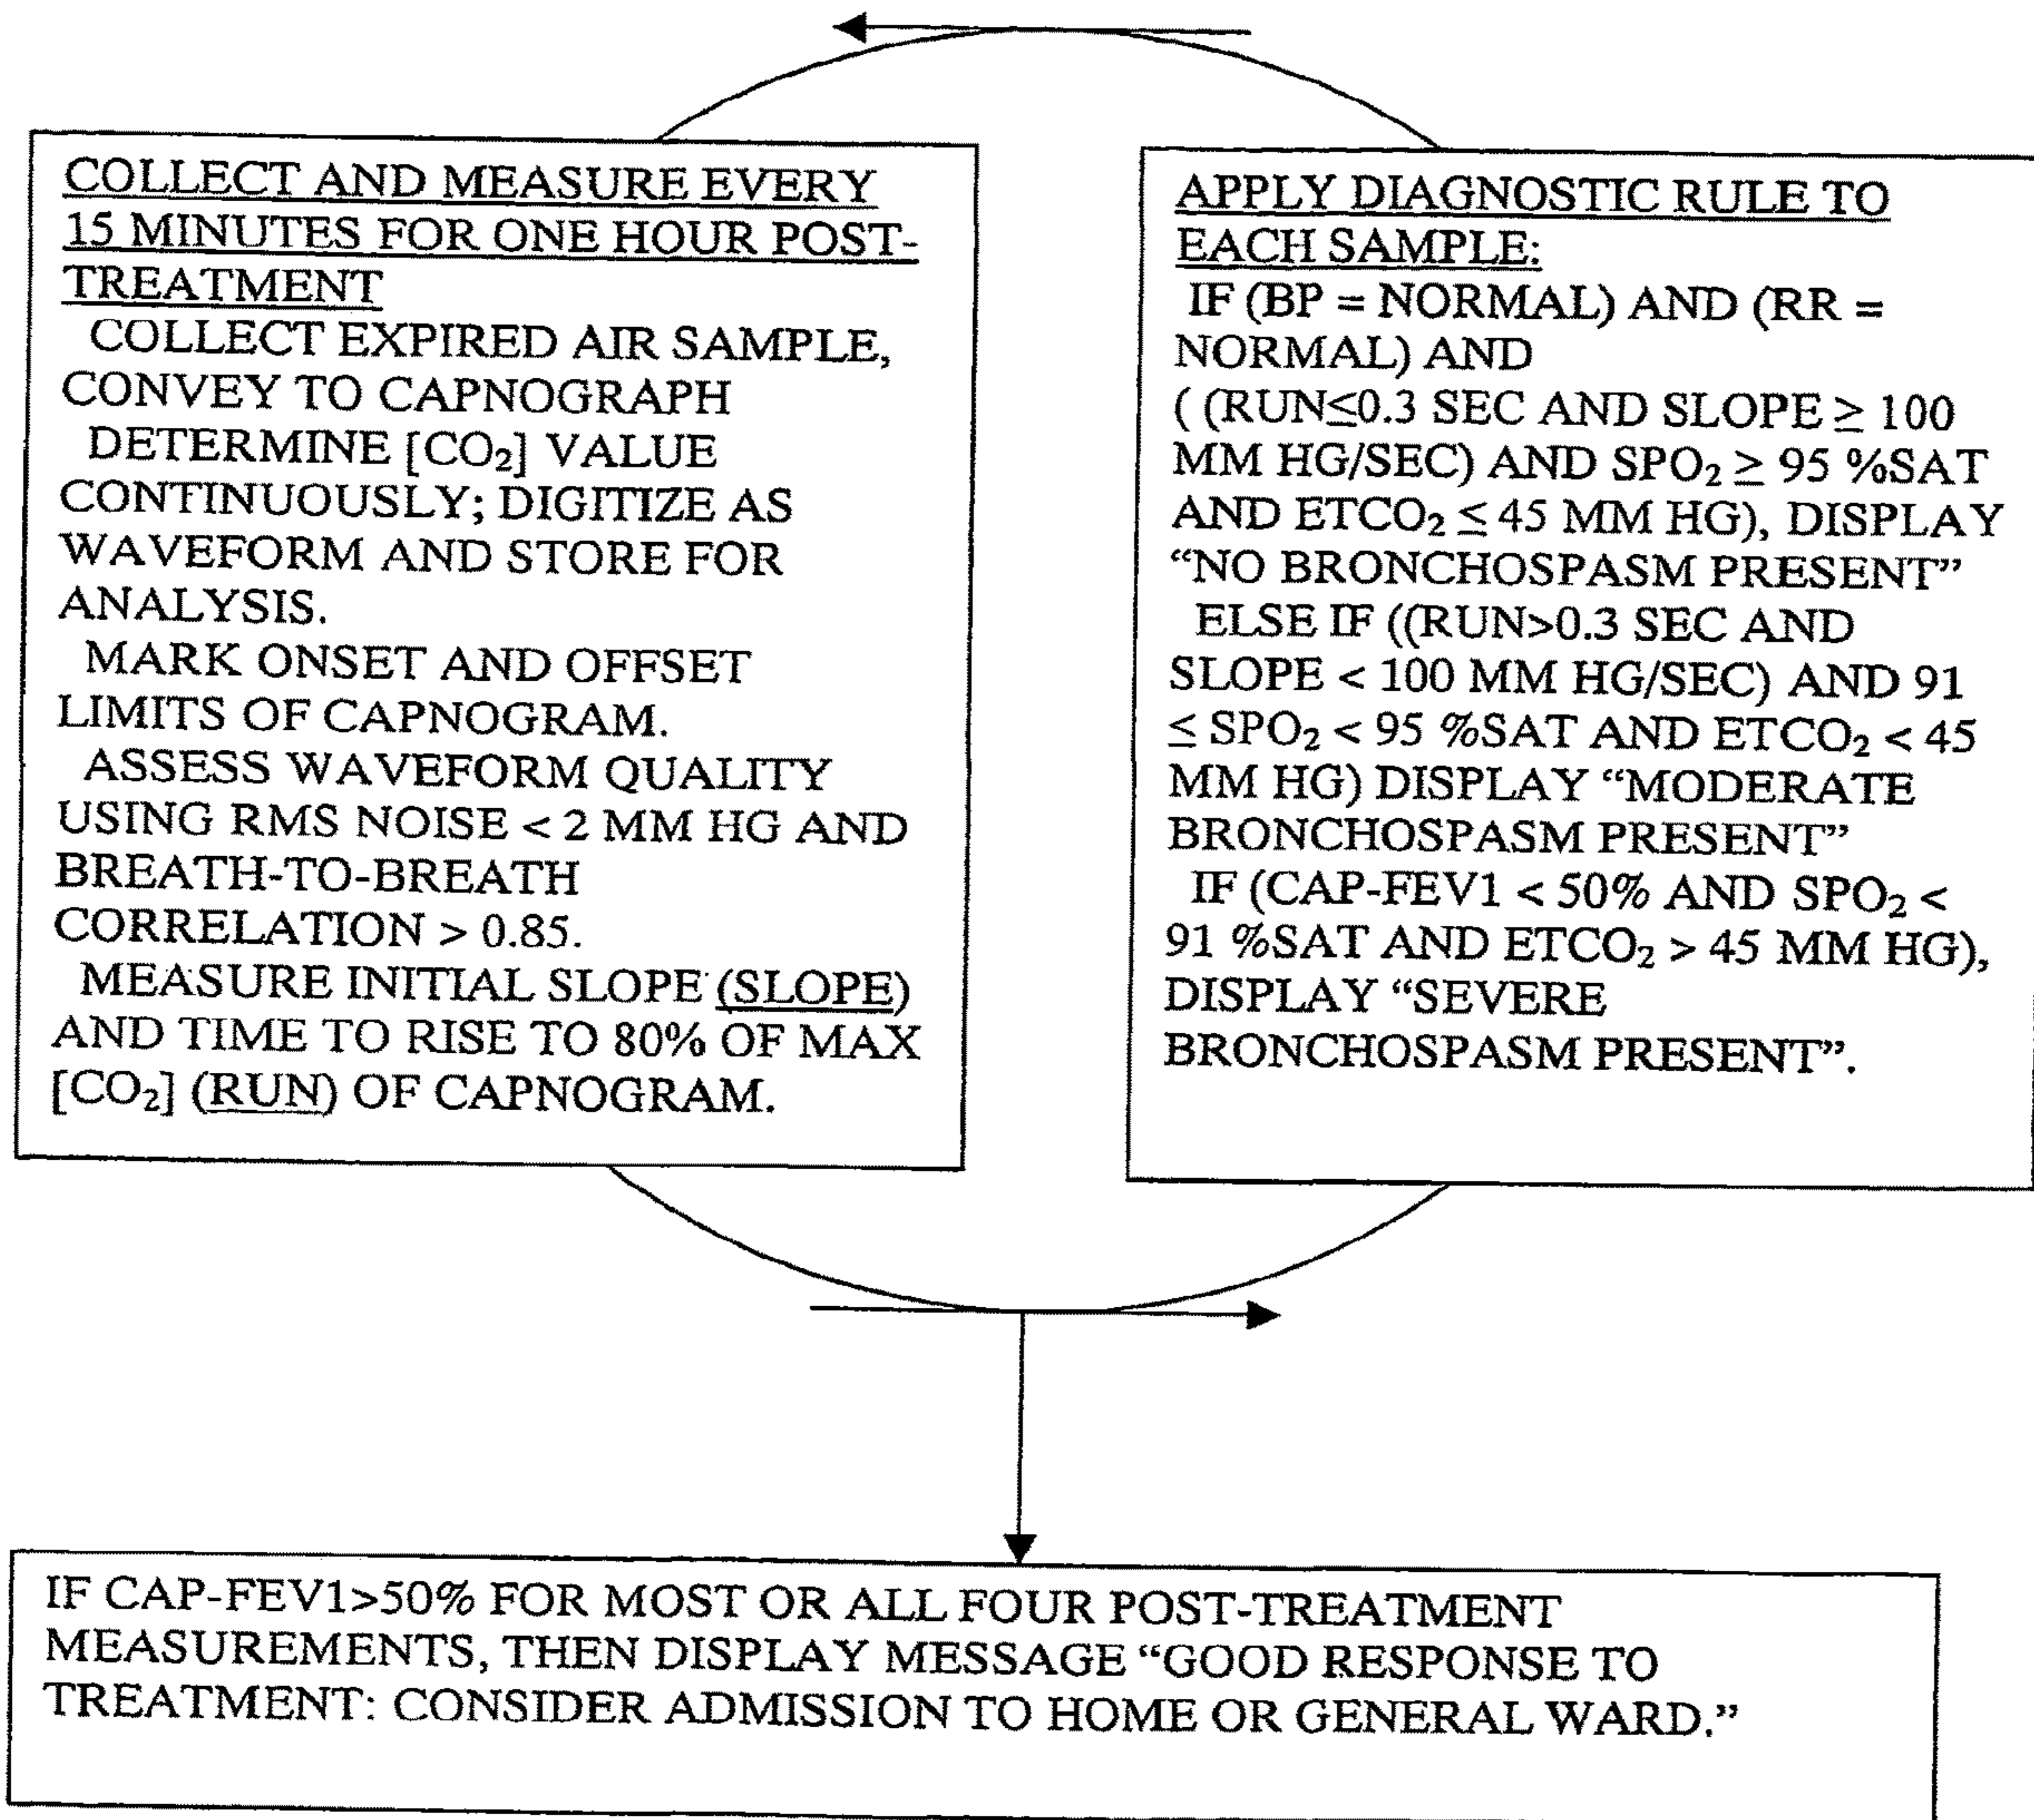 COLLECT AND MEASURE EVERY
15 MINUTES FOR ONE HOUR POST-
TREATMENT
COLLECT EXPIRED AIR SAMPLE,
CONVEY TO CAPNOGRAPH
DETERMINE [CO₂] VALUE
CONTINUOUSLY; DIGITIZE AS
WAVEFORM AND STORE FOR
ANALYSIS.
MARK ONSET AND OFFSET
LIMITS OF CAPNOGRAM.
ASSESS WAVEFORM QUALITY
USING RMS NOISE < 2 MM HG AND
BREATH-TO-BREATH
CORRELATION > 0.85.
MEASURE INITIAL SLOPE (SLOPE)
AND TIME TO RISE TO 80% OF MAX
[CO₂] (RUN) OF CAPNOGRAM.
APPLY DIAGNOSTIC RULE TO
EACH SAMPLE:
IF (BP = NORMAL) AND (RR =
NORMAL) AND
( (RUN≤0.3 SEC AND SLOPE ≥ 100
MM HG/SEC) AND SPO₂ ≥ 95 %SAT
AND ETCO₂ ≤ 45 MM HG), DISPLAY
“NO BRONCHOSPASM PRESENT”
ELSE IF ((RUN>0.3 SEC AND
SLOPE < 100 MM HG/SEC) AND 91
≤ SPO₂ < 95 %SAT AND ETCO₂ < 45
MM HG) DISPLAY “MODERATE
BRONCHOSPASM PRESENT”
IF (CAP-FEV1 < 50% AND SPO₂ <
91 %SAT AND ETCO₂ > 45 MM HG),
DISPLAY “SEVERE
BRONCHOSPASM PRESENT”.
IF CAP-FEV1>50% FOR MOST OR ALL FOUR POST-TREATMENT
MEASUREMENTS, THEN DISPLAY MESSAGE “GOOD RESPONSE TO
TREATMENT: CONSIDER ADMISSION TO HOME OR GENERAL WARD.”